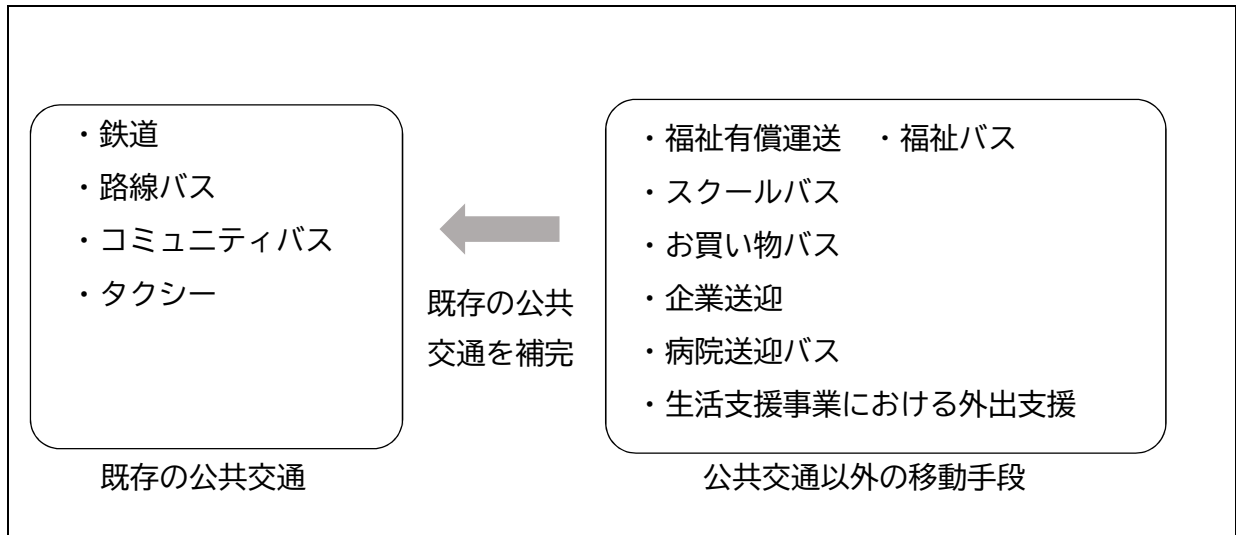 ・鉄道
・路線バス
・コミュニティバス
・タクシー
既存の公共交通
既存の公共
交通を補完
・福祉有償運送　・福祉バス
・スクールバス
・お買い物バス
・企業送迎
・病院送迎バス
・生活支援事業における外出支援
公共交通以外の移動手段